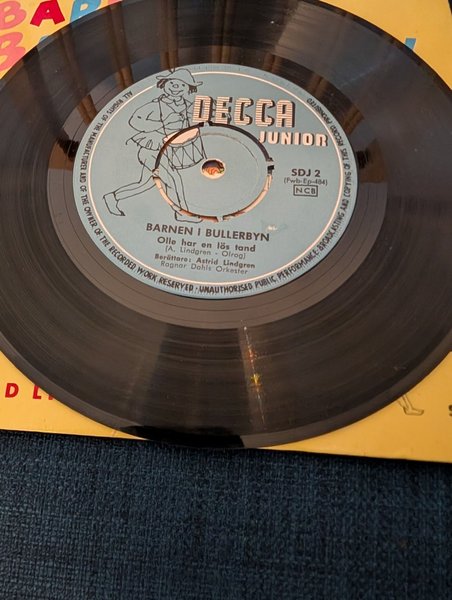 BAR
DECCA
JUNIOR
SDJ 2
(Fwb-Ep-484)
NCB
BARNEN I BULLERBYN
Olle har en lös tand
(A. Lindgren - Olrog)
Berättare: Astrid Lindgren
Ragnar Dahls Orkester
ALL RIGHTS OF THE MANUFACTURER AND OF THE OWNER OF THE RECORDED WORK RESERVED · UNAUTHORISED PUBLIC PERFORMANCE, BROADCASTING AND COPYING OF THIS RECORD PROHIBITED
D L